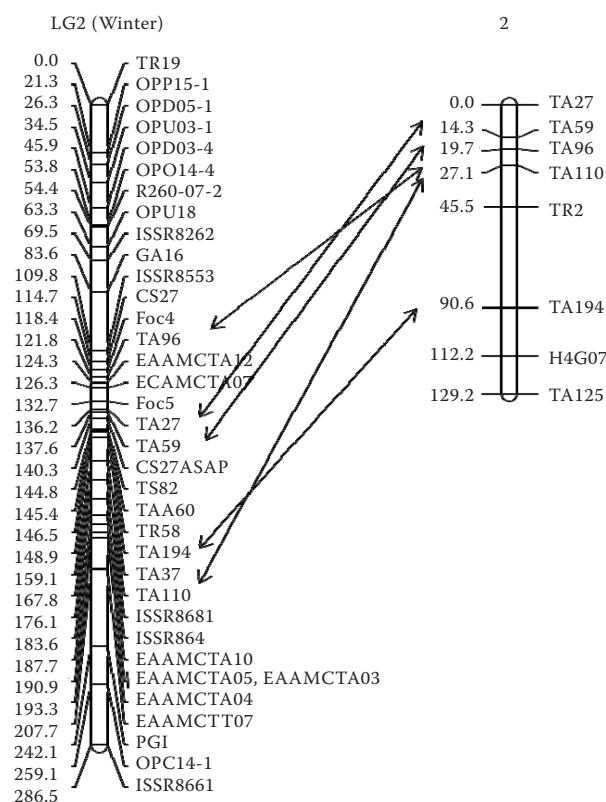 LG2 (Winter)
0.0 TR19
21.3 OPP15-1
26.3 OPD05-1
34.5 OPU03-1
45.9 OPD03-4
53.8 OPO14-4
54.4 R260-07-2
63.3 OPU18
69.5 ISSR8262
83.6 GA16
109.8 ISSR8553
114.7 CS27
118.4 Foc4
121.8 TA96
124.3 EAAMCTA12
126.3 ECAMCTA07
132.7 Foc5
136.2 TA27
137.6 TA59
140.3 CS27ASAP
144.8 TS82
145.4 TAA60
146.5 TR58
148.9 TA194
159.1 TA37
167.8 TA110
176.1 ISSR8681
183.6 ISSR864
187.7 EAAMCTA10
190.9 EAAMCTA05, EAAMCTA03
193.3 EAAMCTA04
207.7 EAAMCTT07
242.1 PGI
259.1 OPC14-1
286.5 ISSR8661
2
0.0 TA27
14.3 TA59
19.7 TA96
27.1 TA110
45.5 TR2
90.6 TA194
112.2 H4G07
129.2 TA125